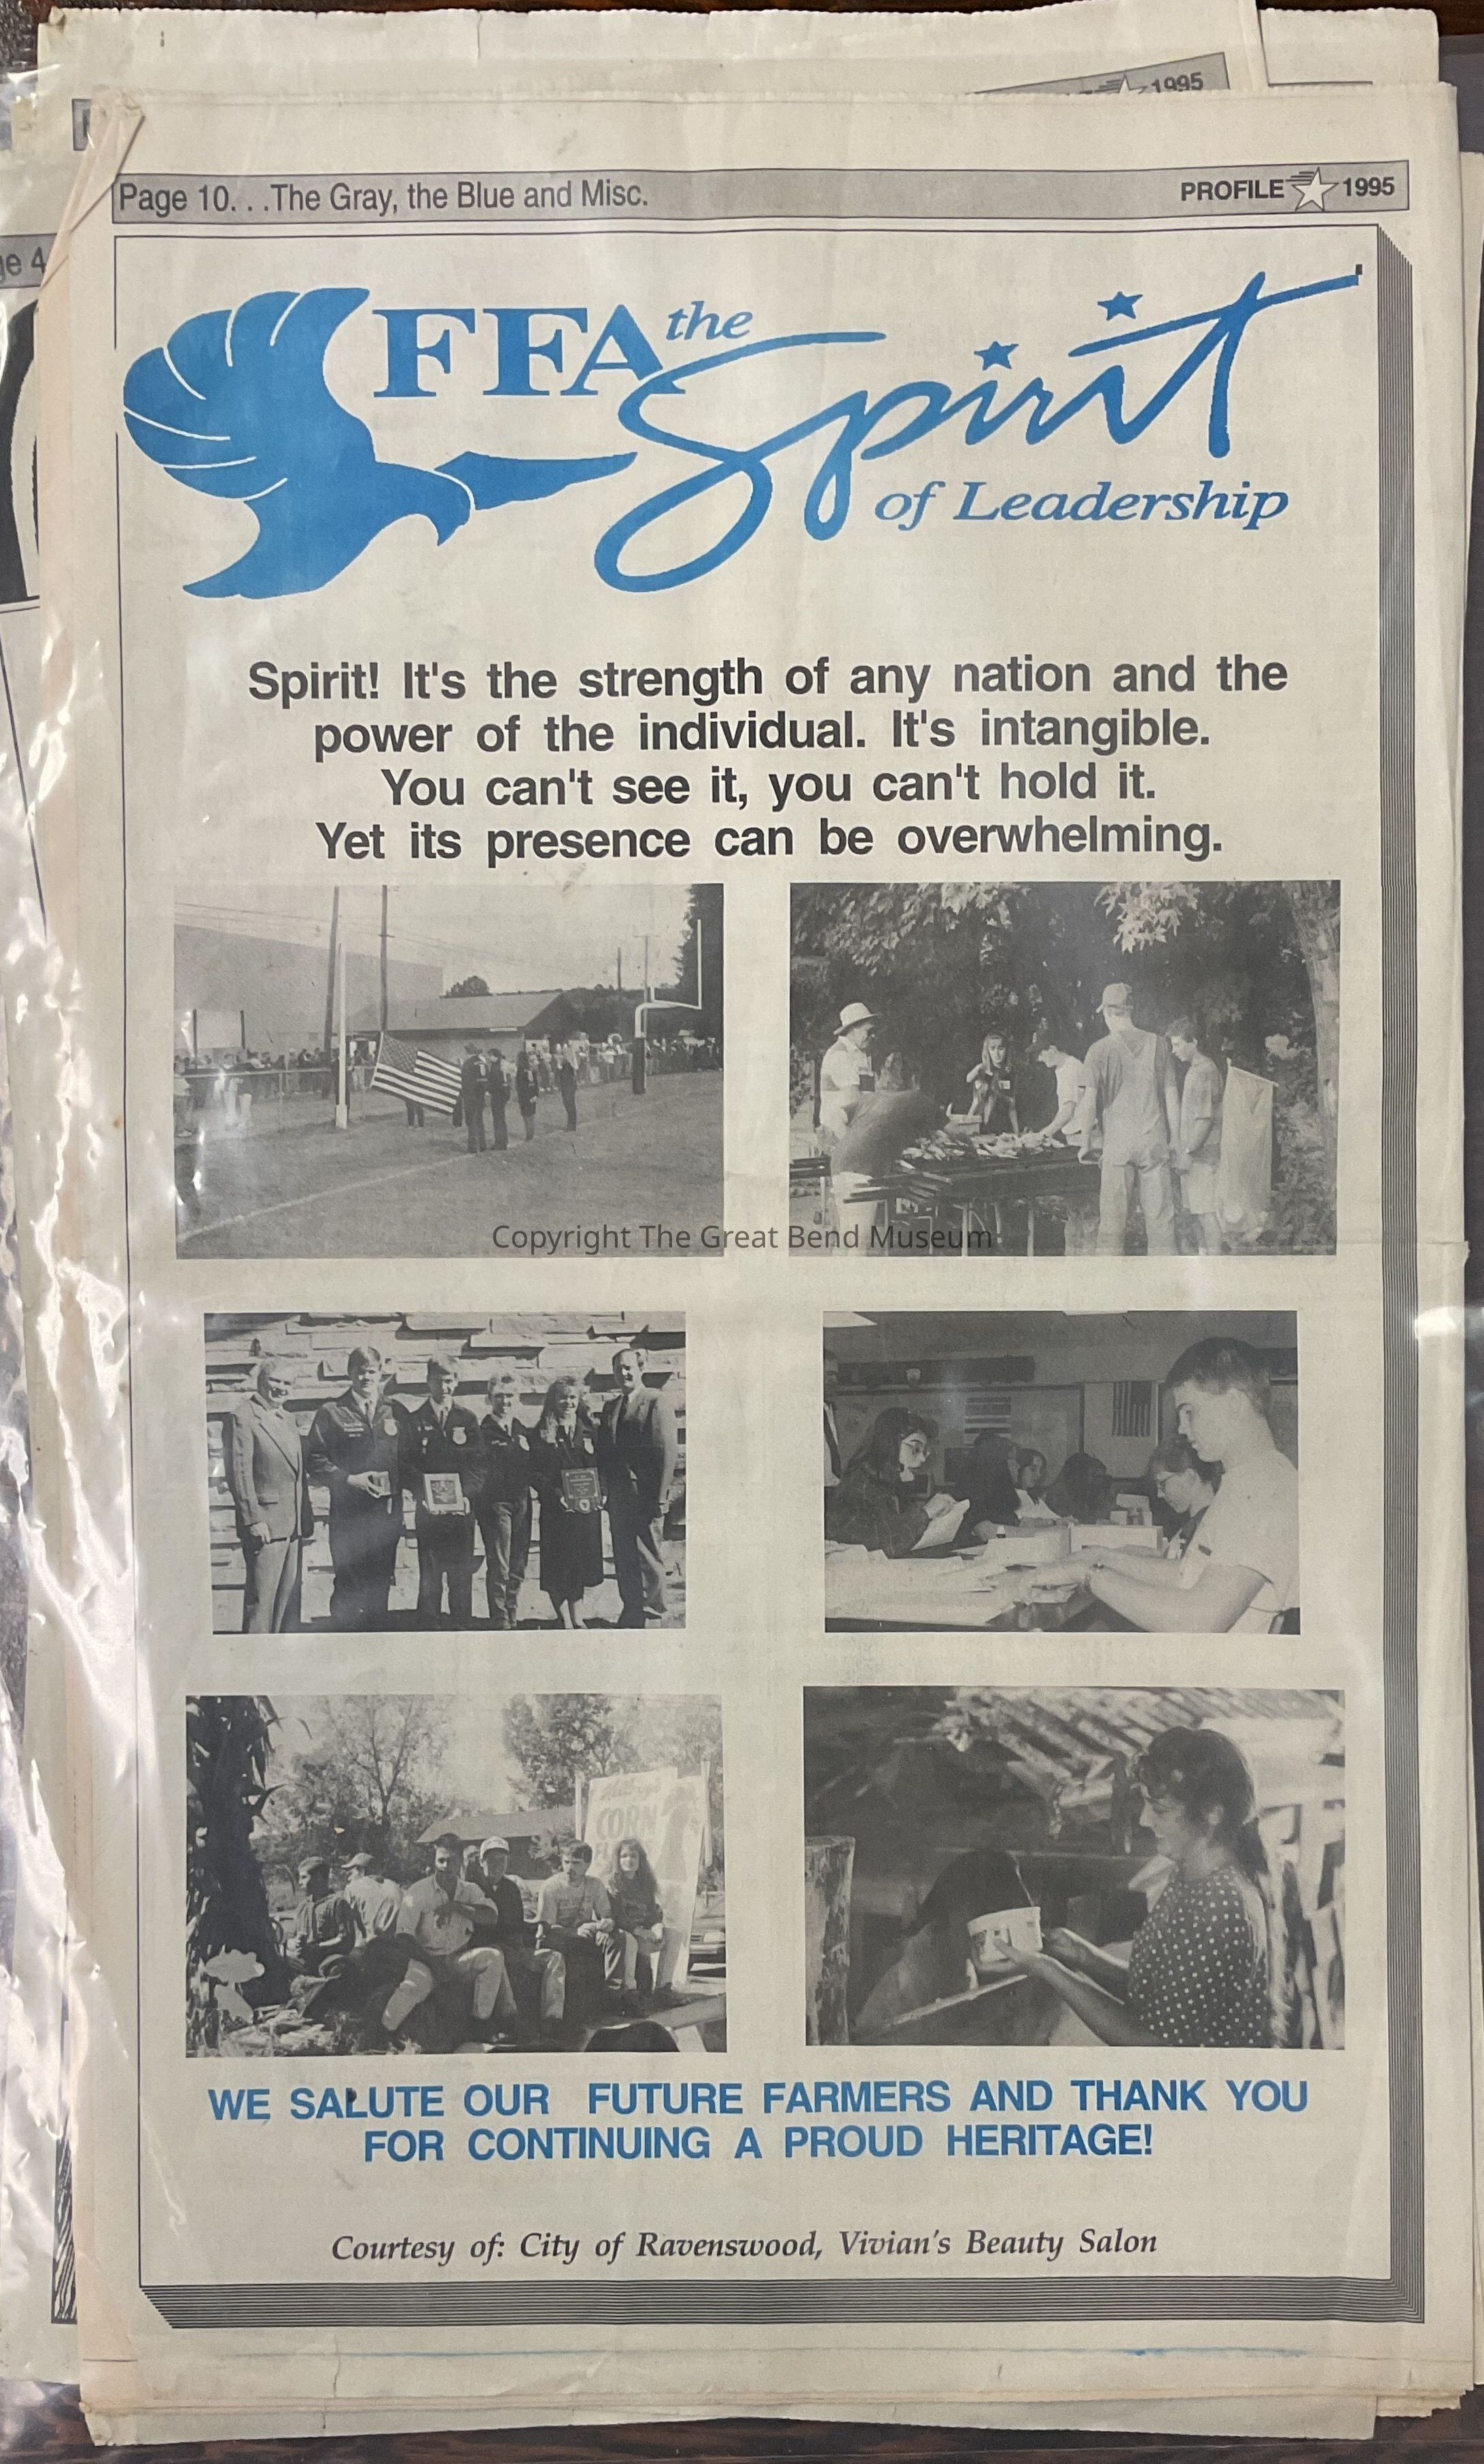 1995
Page 10. . .The Gray, the Blue and Misc.
PROFILE 1995
ge 4
FFA the Spirit
of Leadership
Spirit! It's the strength of any nation and the
power of the individual. It's intangible.
You can't see it, you can't hold it.
Yet its presence can be overwhelming.
Copyright The Great Bend Museum
CORN
WE SALUTE OUR FUTURE FARMERS AND THANK YOU
FOR CONTINUING A PROUD HERITAGE!
Courtesy of: City of Ravenswood, Vivian's Beauty Salon